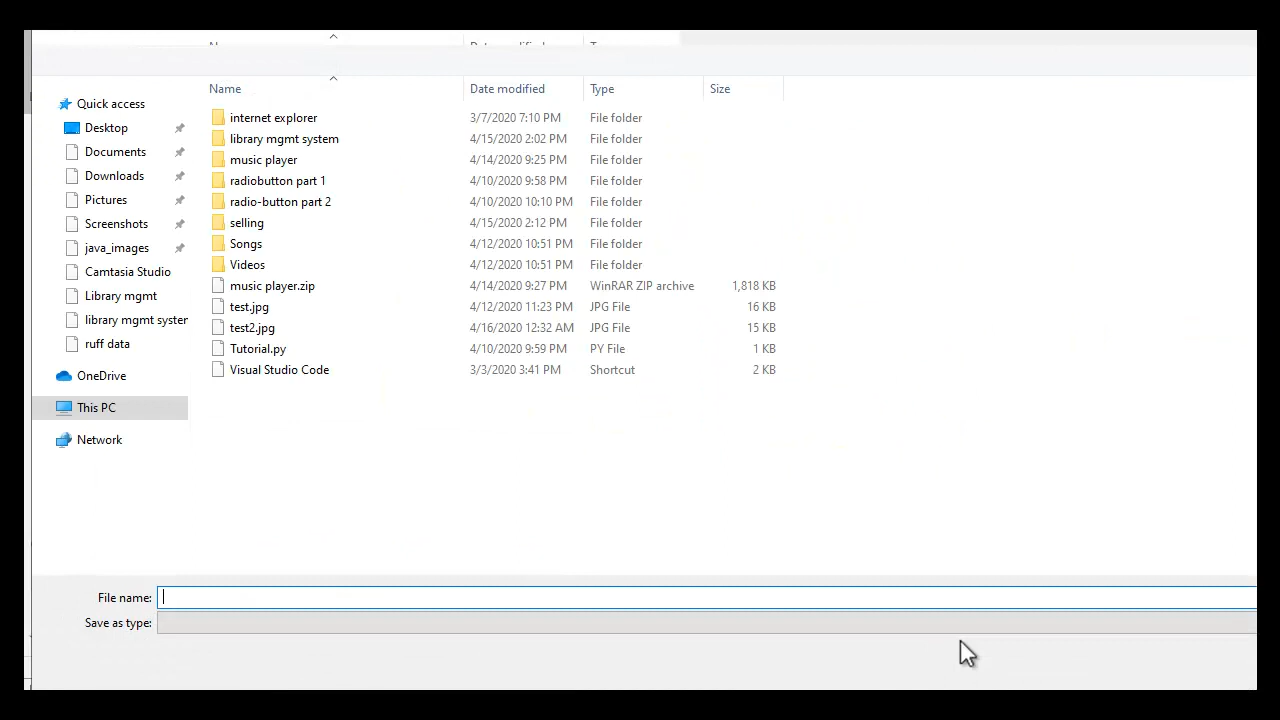 Name Date modified Type Size
Quick access
Desktop
Documents
Downloads
Pictures
Screenshots
java_images
Camtasia Studio
Library mgmt
library mgmt syster
ruff data
OneDrive
This PC
Network
internet explorer 3/7/2020 7:10 PM File folder
library mgmt system 4/15/2020 2:02 PM File folder
music player 4/14/2020 9:25 PM File folder
radiobutton part 1 4/10/2020 9:58 PM File folder
radio-button part 2 4/10/2020 10:10 PM File folder
selling 4/15/2020 2:12 PM File folder
Songs 4/12/2020 10:51 PM File folder
Videos 4/12/2020 10:51 PM File folder
music player.zip 4/14/2020 9:27 PM WinRAR ZIP archive 1,818 KB
test.jpg 4/12/2020 11:23 PM JPG File 16 KB
test2.jpg 4/16/2020 12:32 AM JPG File 15 KB
Tutorial.py 4/10/2020 9:59 PM PY File 1 KB
Visual Studio Code 3/3/2020 3:41 PM Shortcut 2 KB
File name:
Save as type: